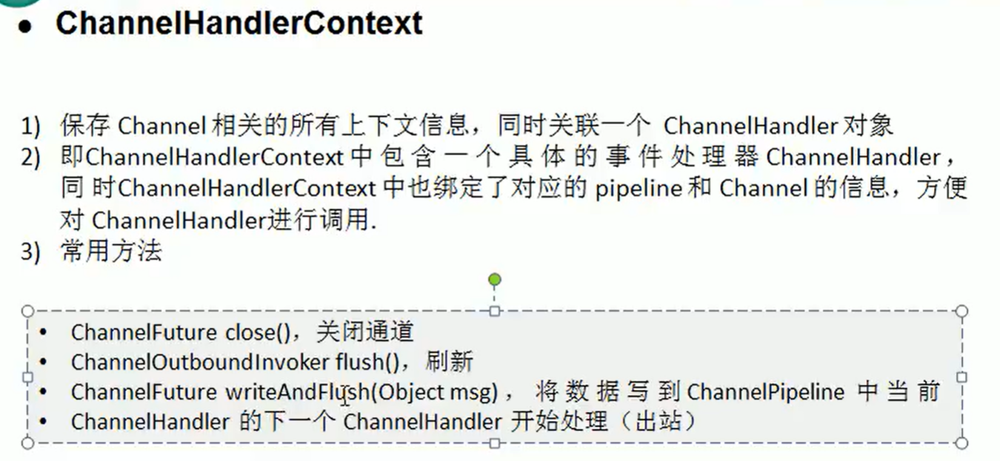 • ChannelHandlerContext
1) 保存 Channel 相关的所有上下文信息，同时关联一个 ChannelHandler 对象
2) 即ChannelHandlerContext 中 包 含 一 个 具 体 的 事 件 处 理 器 ChannelHandler ,
同 时ChannelHandlerContext 中也绑定了对应的 pipeline 和 Channel 的信息，方便
对 ChannelHandler进行调用.
3) 常用方法
• ChannelFuture close()，关闭通道
• ChannelOutboundInvoker flush()，刷新
• ChannelFuture writeAndFlush(Object msg) ， 将 数 据 写 到 ChannelPipeline 中 当 前
• ChannelHandler 的下一个 ChannelHandler 开始处理（出站）